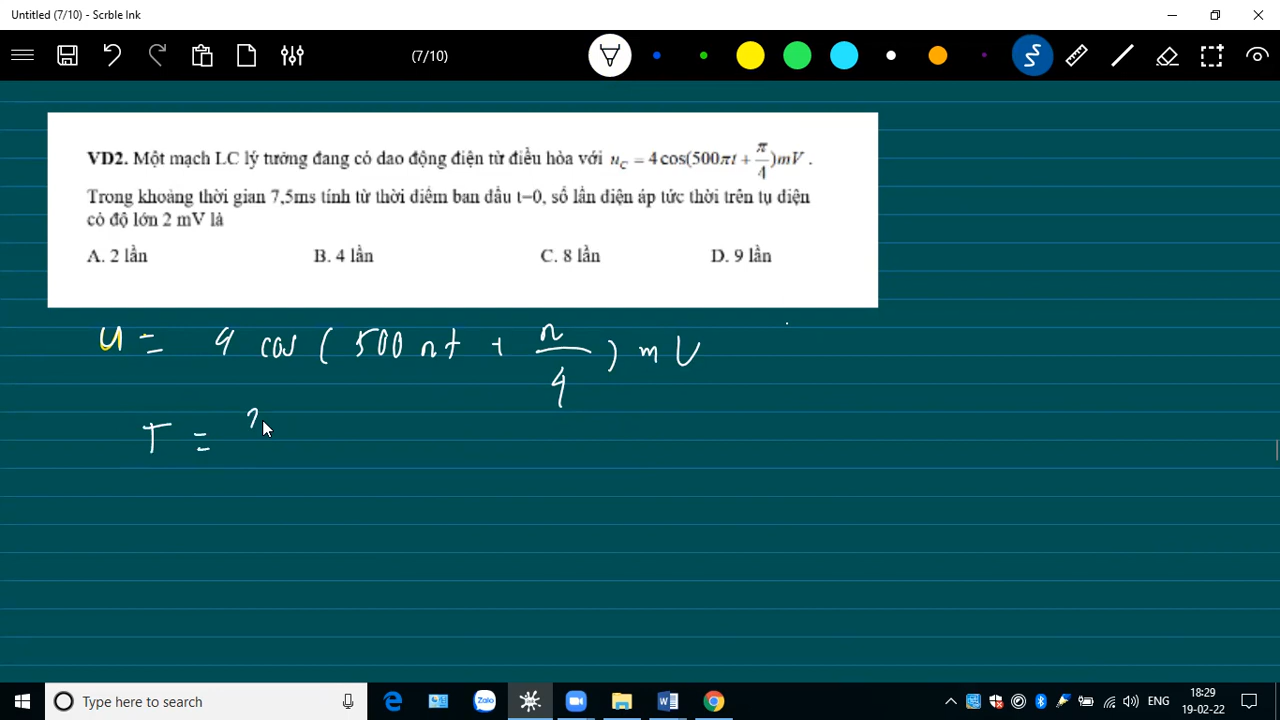 Untitled (7/10) - Scrble Ink
(7/10)
VD2. Một mạch LC lý tưởng đang có dao động điện từ điều hòa với u_C = 4cos(500πt + π/4)mV .
Trong khoảng thời gian 7,5ms tính từ thời điểm ban đầu t=0, số lần điện áp tức thời trên tụ điện
có độ lớn 2 mV là
A. 2 lần B. 4 lần C. 8 lần D. 9 lần
u = 4 cos ( 500 πt + π/4 ) mV
T = 2
Type here to search
Zalo
ENG
18:29
19-02-22